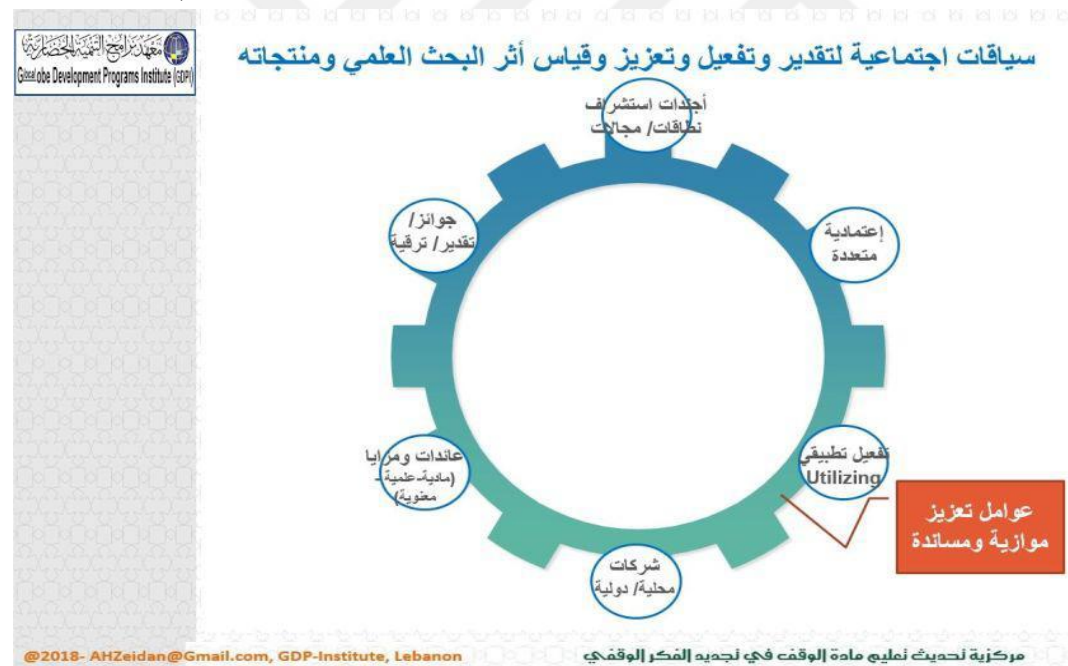 معهد برامج التنمية الحضارية
Globe Development Programs Institute (GDPI)
سياقات اجتماعية لتقدير وتفعيل وتعزيز وقياس أثر البحث العلمي ومنتجاته
أجندات استشراف
نطاقات/ مجالات
إعتمادية
متعددة
تفعيل تطبيقي
Utilizing
عوامل تعزيز
موازية ومساندة
شركات
محلية/ دولية
عائدات ومزايا
(مادية-علمية-
معنوية)
جوائز/
تقدير/ ترقية
@2018- AHZeidan@Gmail.com, GDP-Institute, Lebanon
مركزية تحديث تعليم مادة الوقف في تجديد الفكر الوقفي